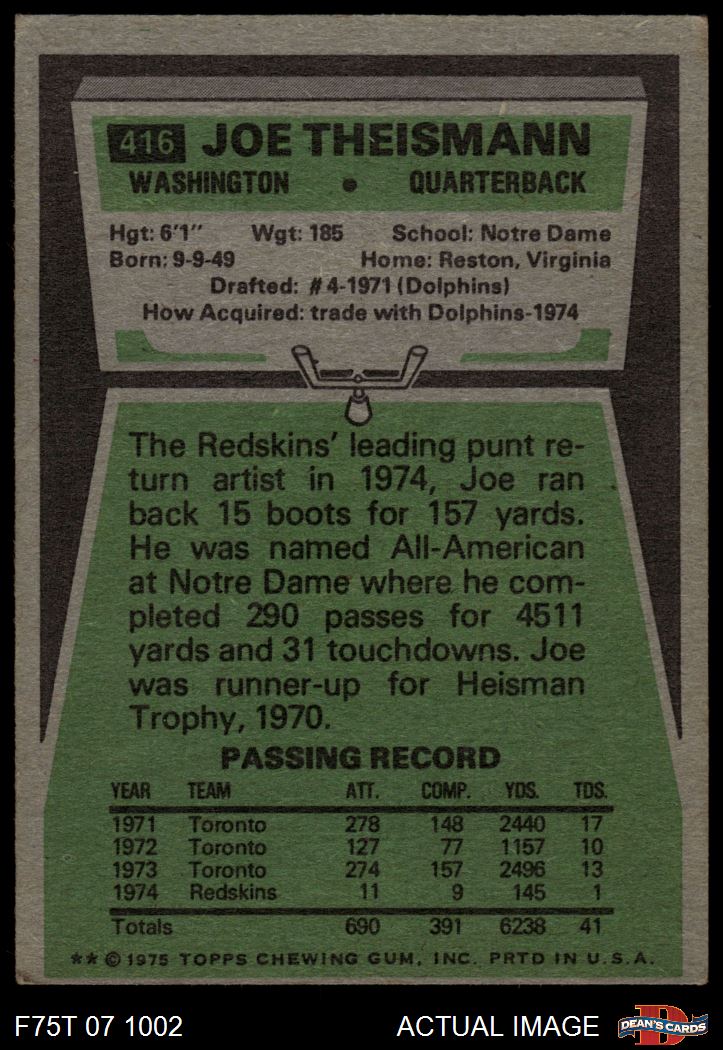 416 JOE THEISMANN
WASHINGTON • QUARTERBACK
Hgt: 6'1" Wgt: 185 School: Notre Dame
Born: 9-9-49 Home: Reston, Virginia
Drafted: #4-1971 (Dolphins)
How Acquired: trade with Dolphins-1974
The Redskins' leading punt re-
turn artist in 1974, Joe ran
back 15 boots for 157 yards.
He was named All-American
at Notre Dame where he com-
pleted 290 passes for 4511
yards and 31 touchdowns. Joe
was runner-up for Heisman
Trophy, 1970.
PASSING RECORD
YEAR TEAM ATT. COMP. YDS. TDS.
1971 Toronto 278 148 2440 17
1972 Toronto 127 77 1157 10
1973 Toronto 274 157 2496 13
1974 Redskins 11 9 145 1
Totals 690 391 6238 41
** © 1975 TOPPS CHEWING GUM, INC. PRTD IN U.S.A.
F75T 07 1002 ACTUAL IMAGE D DEAN'S CARDS